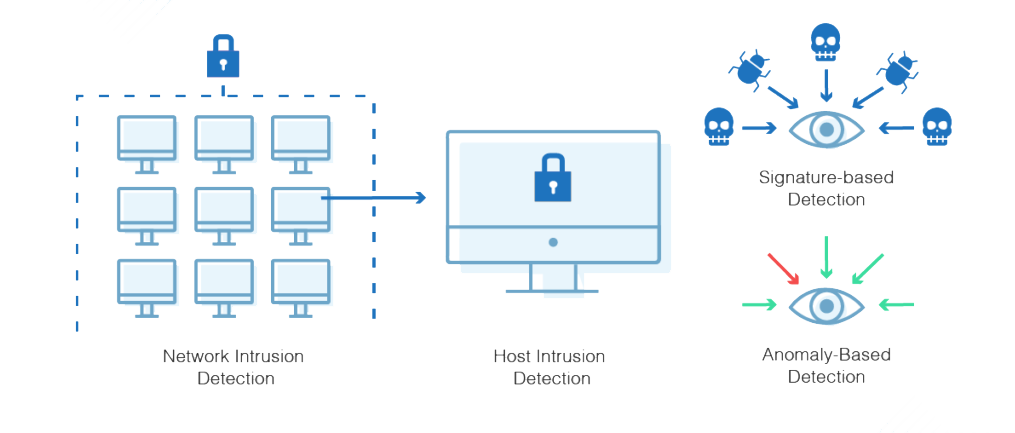 Network Intrusion
Detection
Host Intrusion
Detection
Signature-based
Detection
Anomaly-Based
Detection